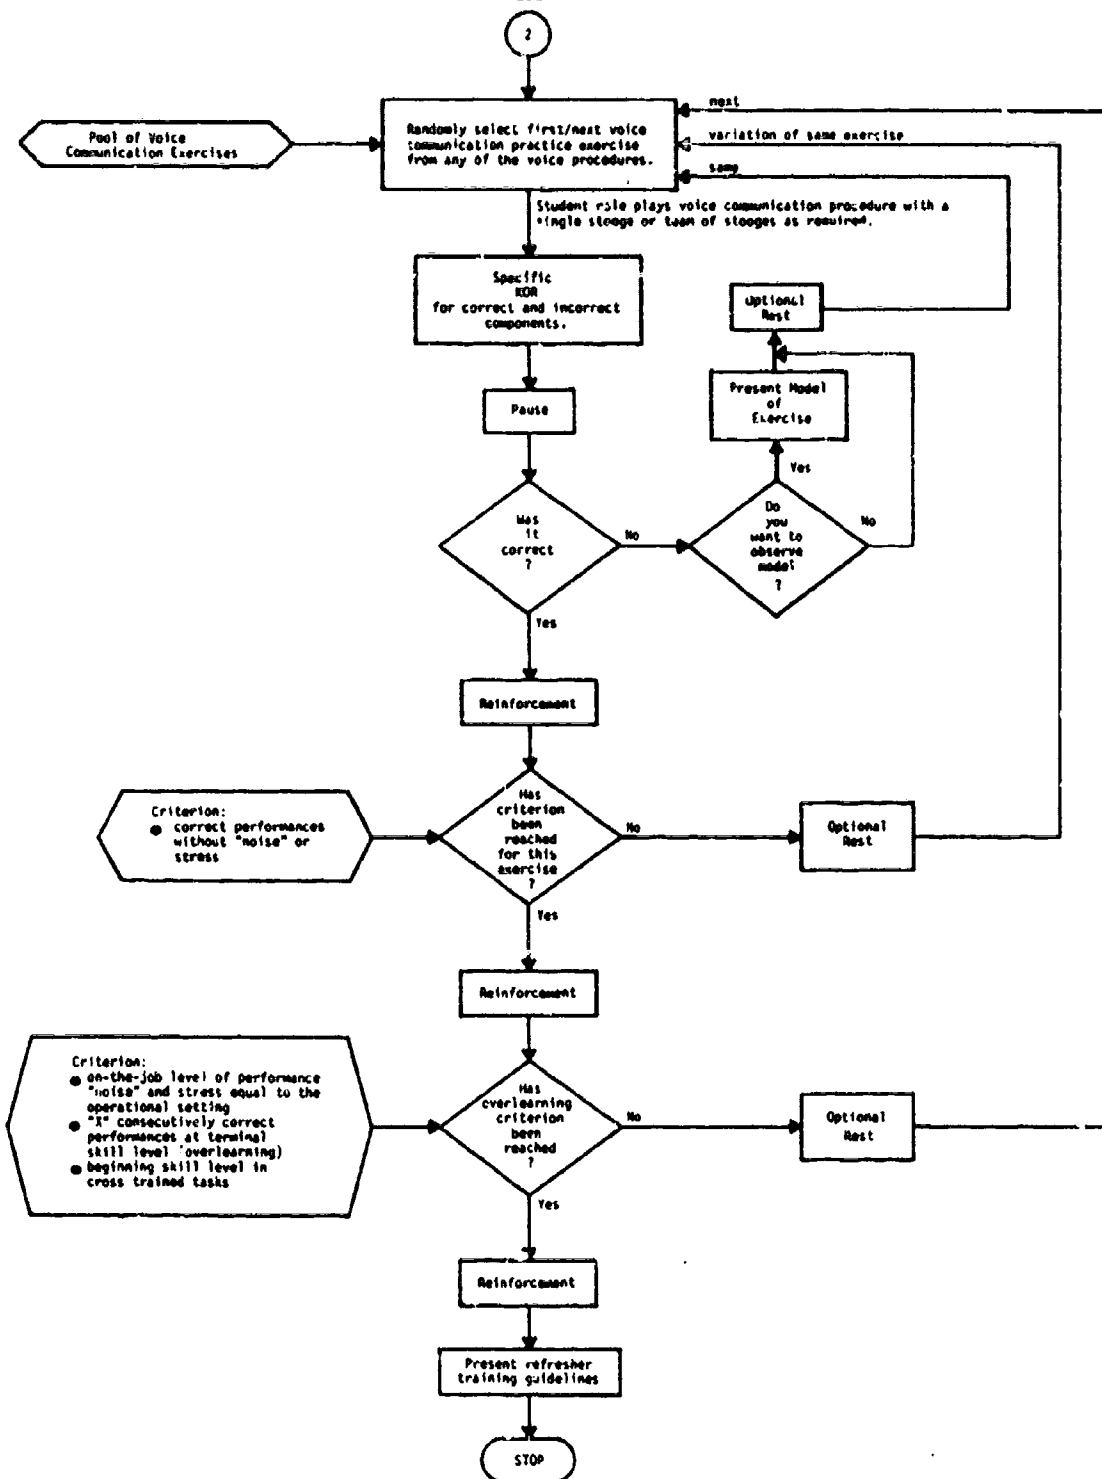 2
next
Pool of Voice
Communication Exercises
Randomly select first/next voice
communication practice exercise
from any of the voice procedures.
variation of same exercise
same
Student role plays voice communication procedure with a
single stooge or team of stooges as required.
Specific
KOR
for correct and incorrect
components.
Optional
Rest
Pause
Present Model
of
Exercise
Yes
Was
it
correct
?
No
Do
you
want to
observe
model
?
No
Yes
Reinforcement
Criterion:
● correct performances
without "noise" or
stress
Has
criterion
been
reached
for this
exercise
?
No
Optional
Rest
Yes
Reinforcement
Criterion:
● on-the-job level of performance
"noise" and stress equal to the
operational setting
● "X" consecutively correct
performances at terminal
skill level (overlearning)
● beginning skill level in
cross trained tasks
Has
overlearning
criterion
been
reached
?
No
Optional
Rest
Yes
Reinforcement
Present refresher
training guidelines
STOP